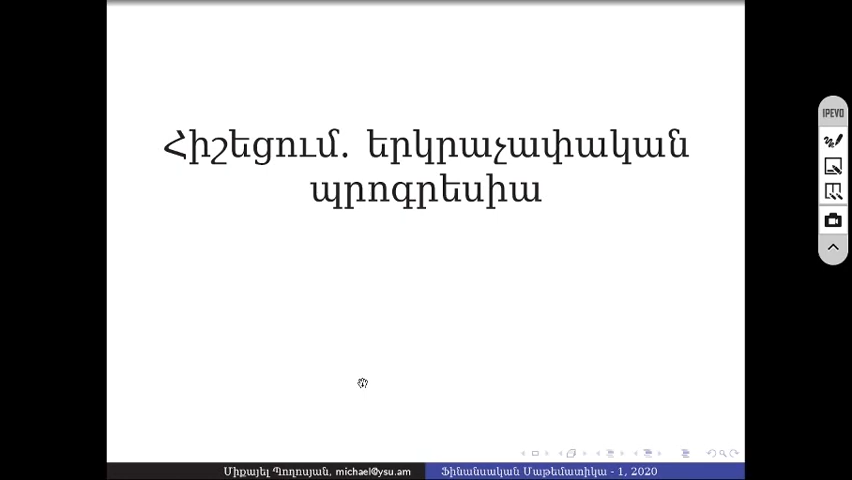 Հիշեցում. երկրաչափական
պրոգրեսիա
IPEVO
Միքայել Պողոսյան, michael@ysu.am
Ֆինանսական Մաթեմատիկա - 1, 2020